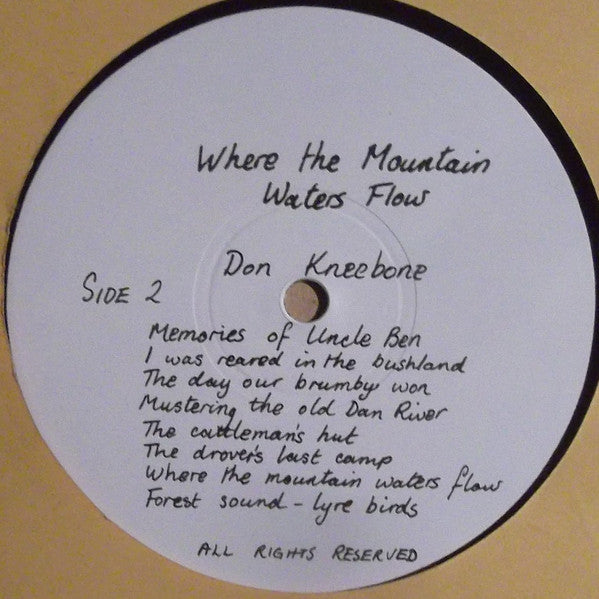 Where the Mountain
Waters Flow
Don Kneebone
SIDE 2
Memories of Uncle Ben
I was reared in the bushland
The day our brumby won
Mustering the old Dan River
The cattleman's hut
The drover's last camp
Where the mountain waters flow
Forest sound - lyre birds
ALL RIGHTS RESERVED